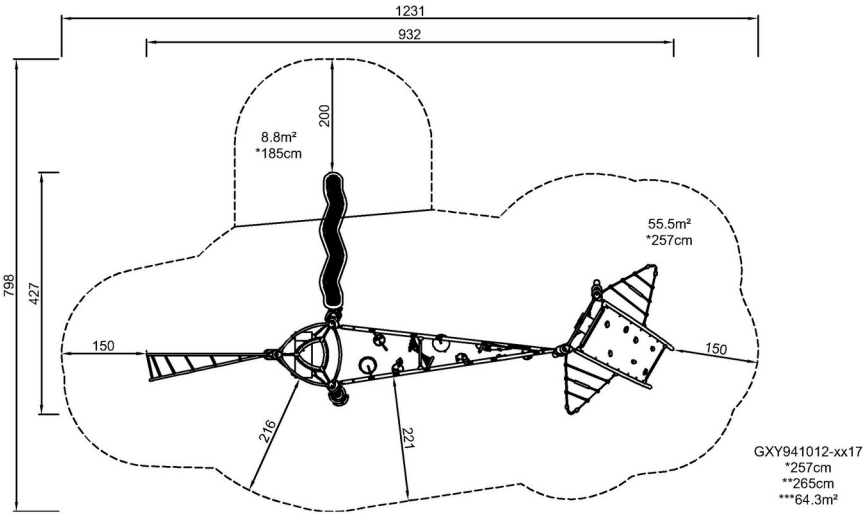 1231
932
200
8.8m²
*185cm
55.5m²
*257cm
798
427
150
150
216
221
GXY941012-xx17
*257cm
**265cm
***64.3m²